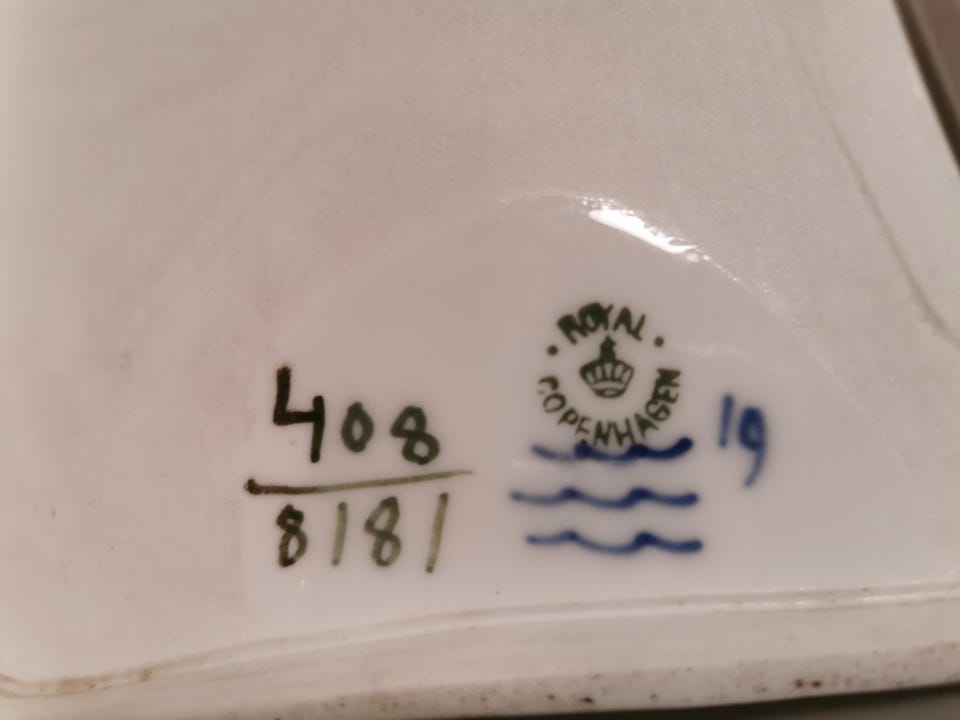 ROYAL
COPENHAGEN
408
8181
19